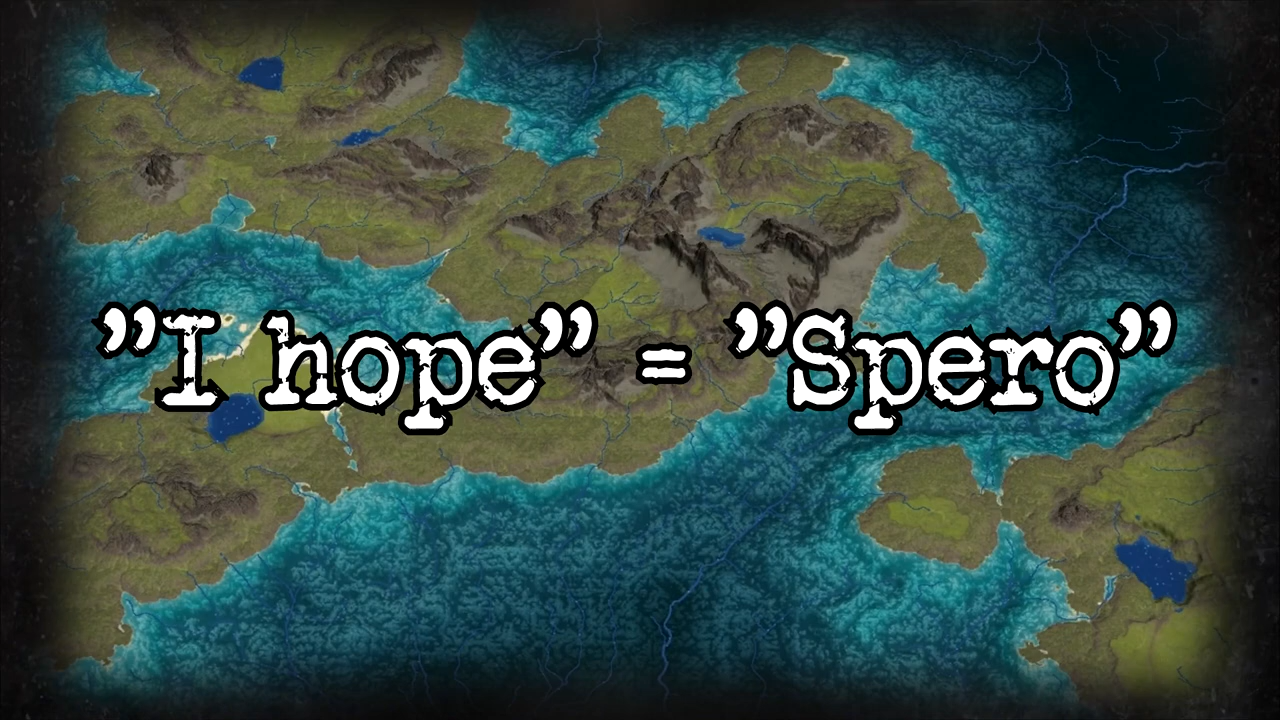 ”I hope” = ”Spero”